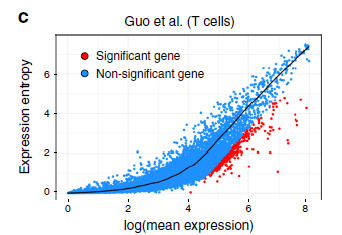 c
Guo et al. (T cells)
Significant gene
Non-significant gene
Expression entropy
6
4
2
0
0 2 4 6 8
log(mean expression)